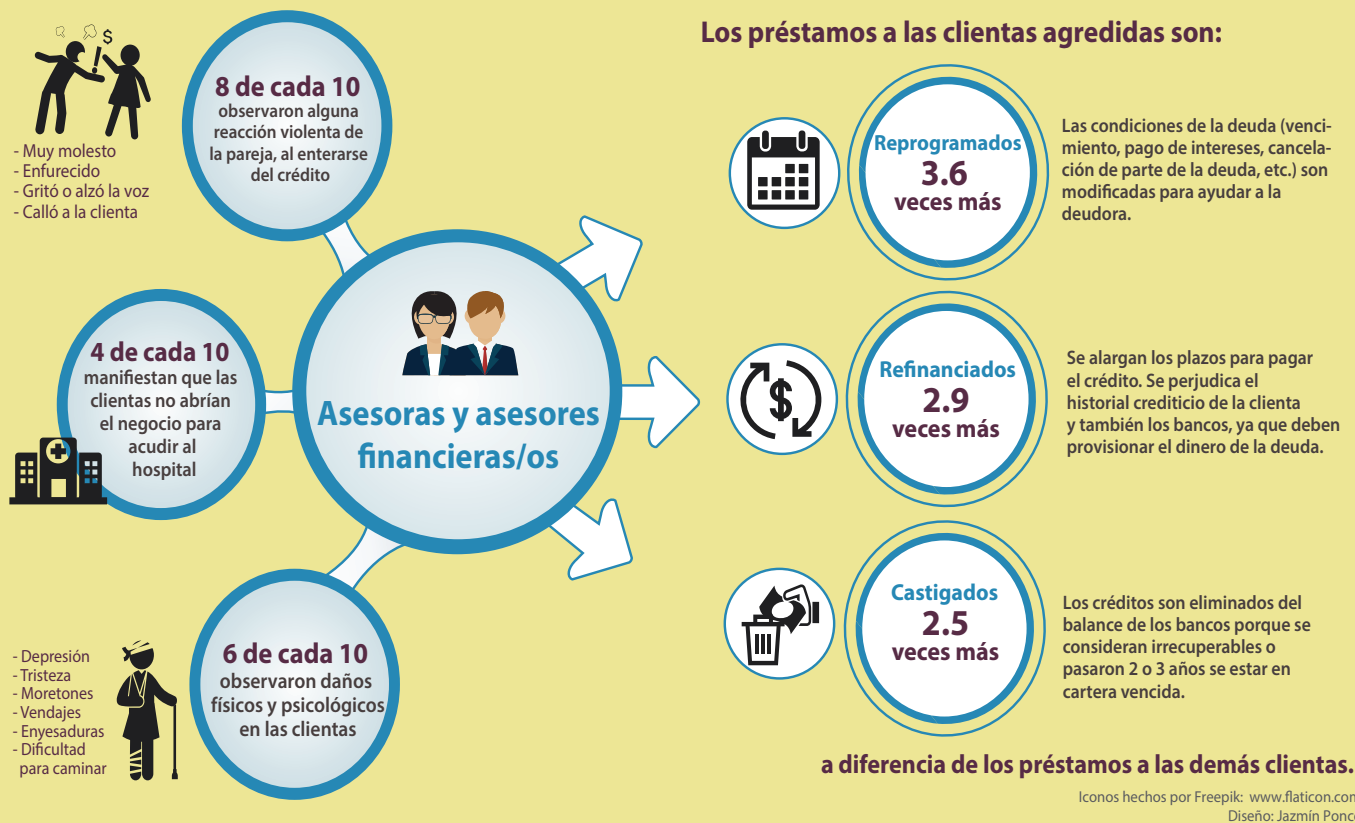 $
- Muy molesto
- Enfurecido
- Gritó o alzó la voz
- Calló a la clienta
8 de cada 10
observaron alguna
reacción violenta de
la pareja, al enterarse
del crédito
4 de cada 10
manifiestan que las
clientas no abrían
el negocio para
acudir al
hospital
- Depresión
- Tristeza
- Moretones
- Vendajes
- Enyesaduras
- Dificultad
para caminar
6 de cada 10
observaron daños
físicos y psicológicos
en las clientas
Asesoras y asesores
financieras/os
Los préstamos a las clientas agredidas son:
Reprogramados
3.6
veces más
Las condiciones de la deuda (venci-
miento, pago de intereses, cancela-
ción de parte de la deuda, etc.) son
modificadas para ayudar a la
deudora.
$
Refinanciados
2.9
veces más
Se alargan los plazos para pagar
el crédito. Se perjudica el
historial crediticio de la clienta
y también los bancos, ya que deben
provisionar el dinero de la deuda.
Castigados
2.5
veces más
Los créditos son eliminados del
balance de los bancos porque se
consideran irrecuperables o
pasaron 2 o 3 años se estar en
cartera vencida.
a diferencia de los préstamos a las demás clientas.
Iconos hechos por Freepik: www.flaticon.com
Diseño: Jazmín Ponce